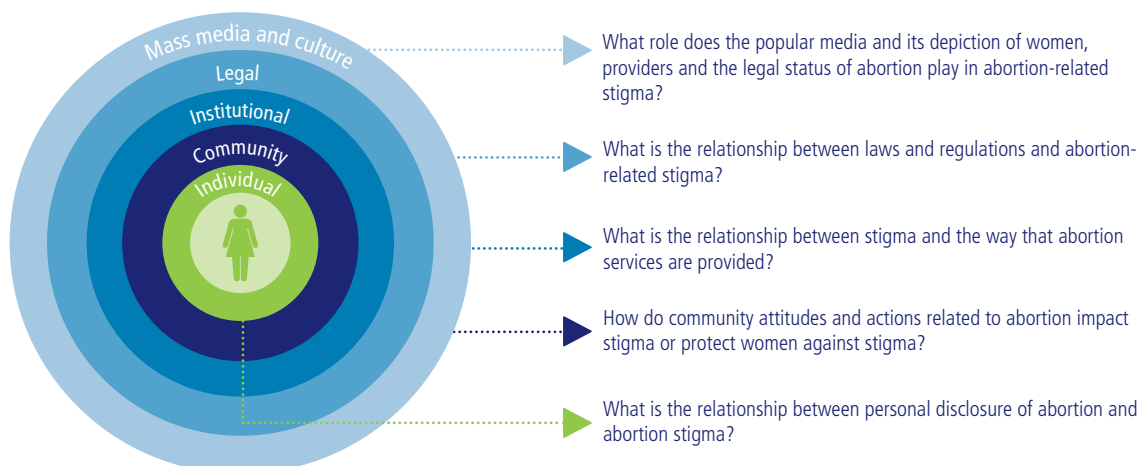 Mass media and culture
Legal
Institutional
Community
Individual
What role does the popular media and its depiction of women,
providers and the legal status of abortion play in abortion-related
stigma?
What is the relationship between laws and regulations and abortion-
related stigma?
What is the relationship between stigma and the way that abortion
services are provided?
How do community attitudes and actions related to abortion impact
stigma or protect women against stigma?
What is the relationship between personal disclosure of abortion and
abortion stigma?